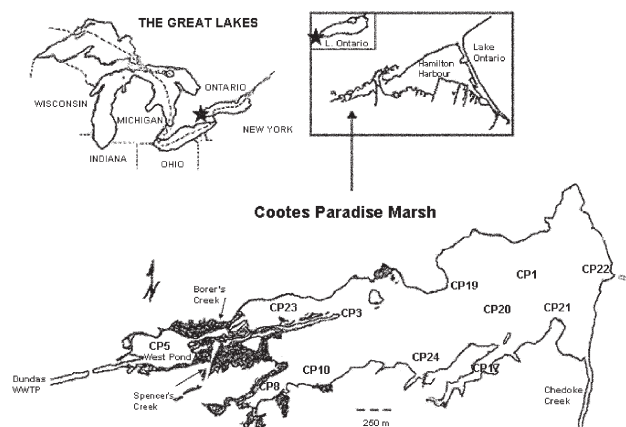 THE GREAT LAKES
ONTARIO
WISCONSIN
MICHIGAN
NEW YORK
INDIANA
OHIO
L. Ontario
Hamilton
Harbour
Lake
Ontario
Cootes Paradise Marsh
Borer's
Creek
CP19
CP1
CP22
CP23
CP3
CP20
CP21
CP5
West Pond
CP24
CP10
CP17
CP8
Dundas
WWTP
Spencer's
Creek
Chedoke
Creek
250 m